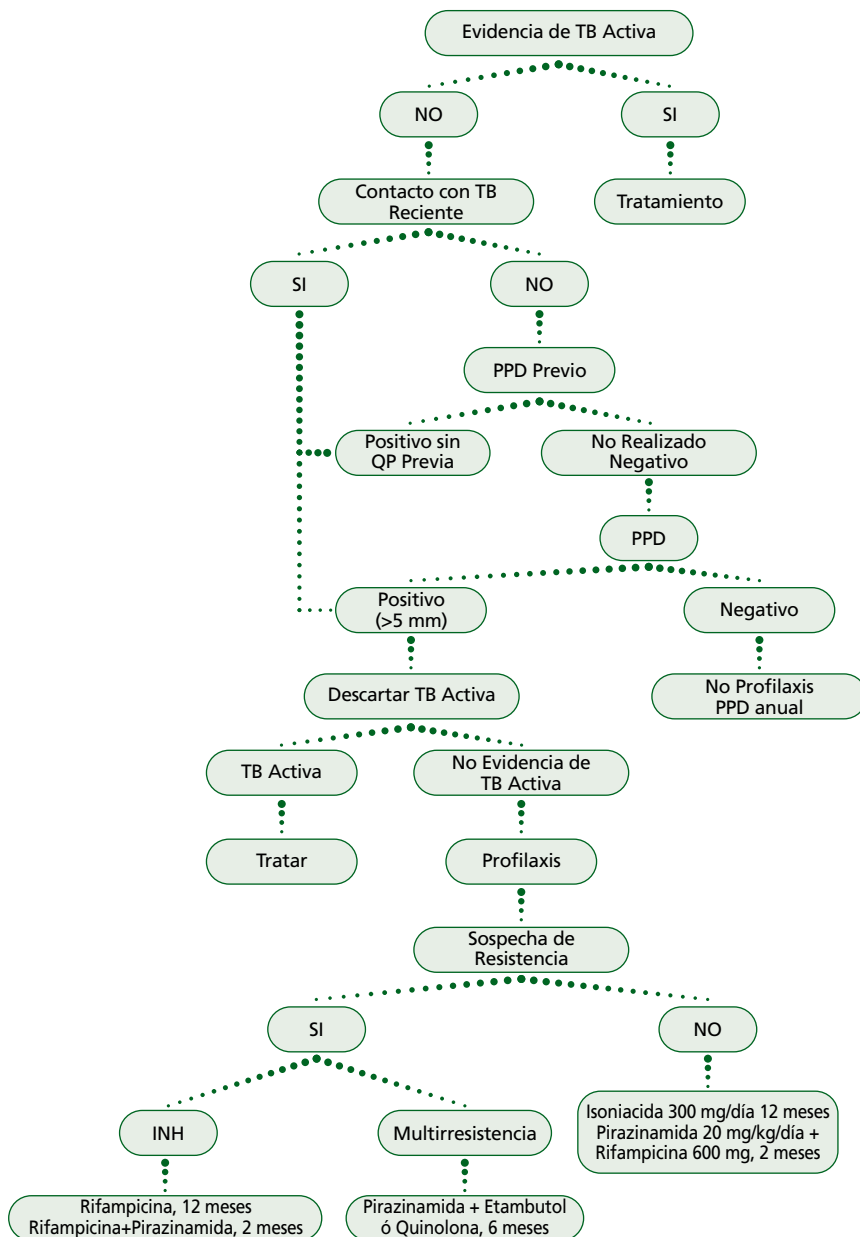 Evidencia de TB Activa
NO
SI
Contacto con TB
Reciente
Tratamiento
SI
NO
PPD Previo
Positivo sin
QP Previa
No Realizado
Negativo
PPD
Positivo
(>5 mm)
Negativo
Descartar TB Activa
No Profilaxis
PPD anual
TB Activa
No Evidencia de
TB Activa
Tratar
Profilaxis
Sospecha de
Resistencia
SI
NO
INH
Multirresistencia
Isoniacida 300 mg/día 12 meses
Pirazinamida 20 mg/kg/día +
Rifampicina 600 mg, 2 meses
Rifampicina, 12 meses
Rifampicina+Pirazinamida, 2 meses
Pirazinamida + Etambutol
ó Quinolona, 6 meses